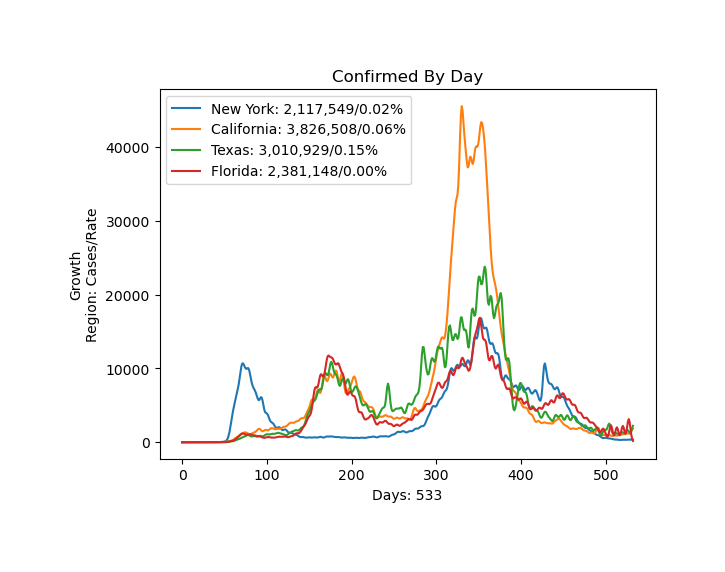 Confirmed By Day
New York: 2,117,549/0.02%
California: 3,826,508/0.06%
Texas: 3,010,929/0.15%
Florida: 2,381,148/0.00%
Growth
Region: Cases/Rate
40000
30000
20000
10000
0
0 100 200 300 400 500
Days: 533